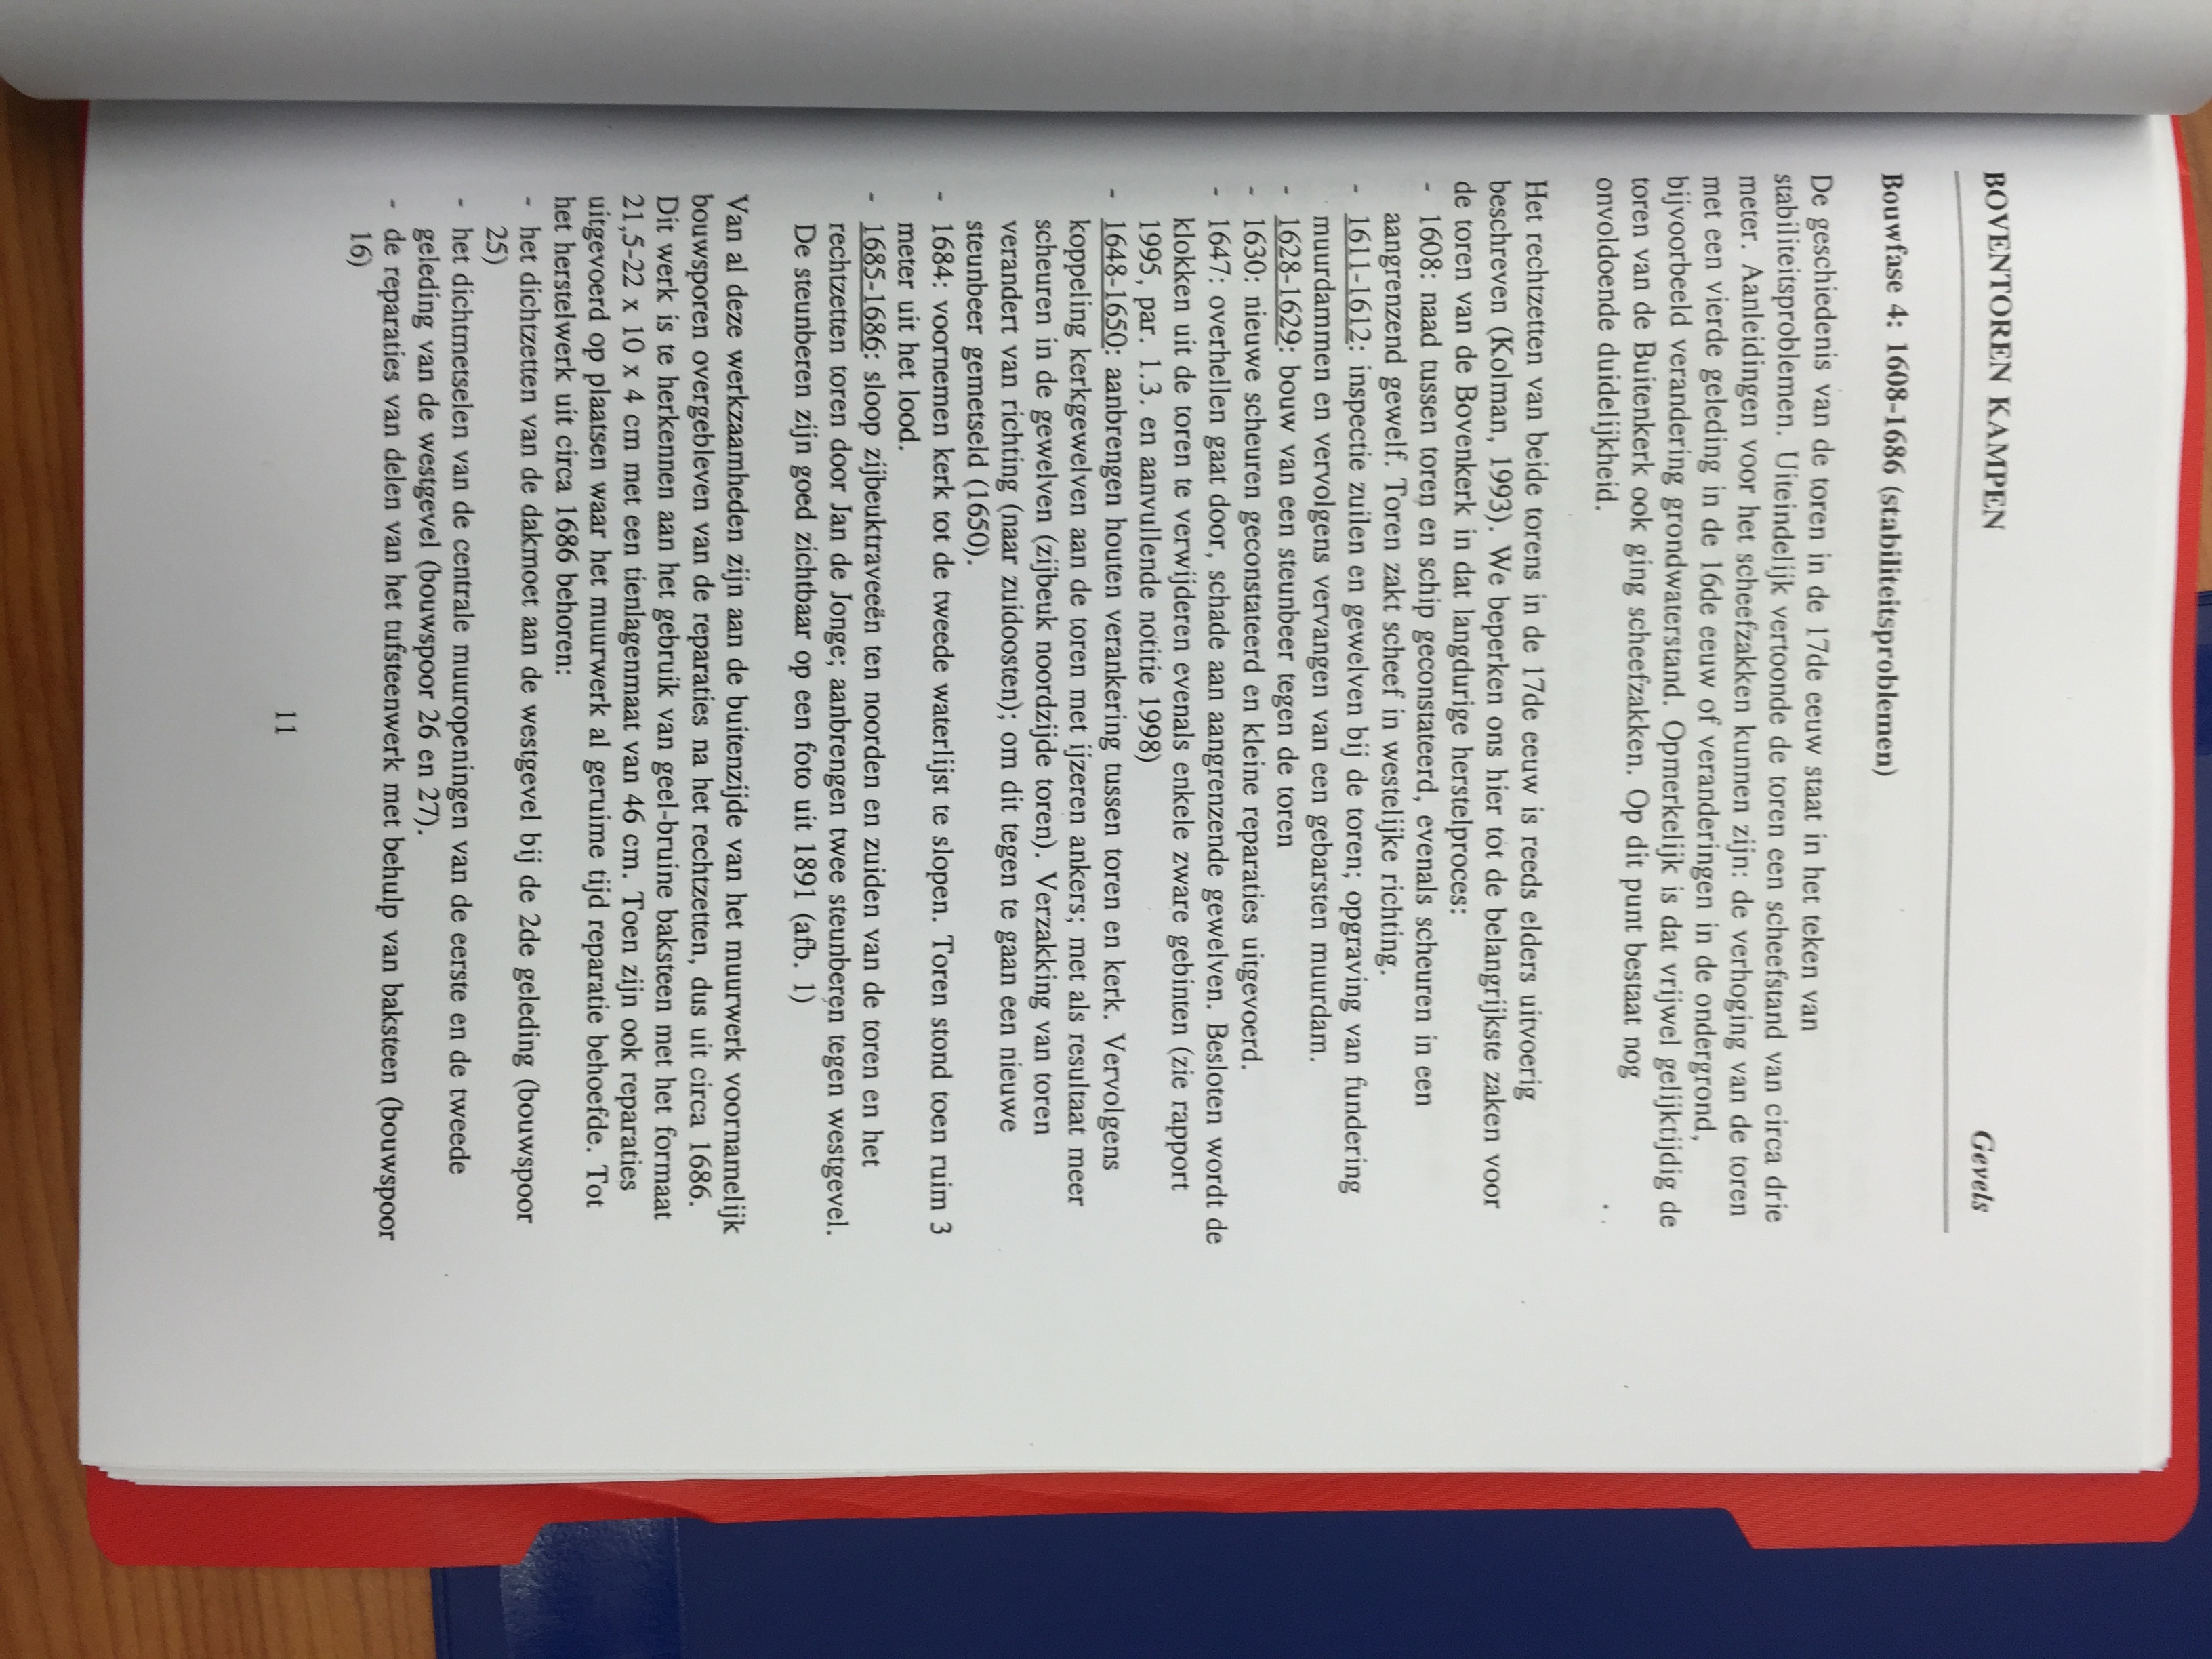 BOVENTOREN KAMPEN Gevels
Bouwfase 4: 1608-1686 (stabiliteitsproblemen)
De geschiedenis van de toren in de 17de eeuw staat in het teken van
stabiliteitsproblemen. Uiteindelijk vertoonde de toren een scheefstand van circa drie
meter. Aanleidingen voor het scheefzakken kunnen zijn: de verhoging van de toren
met een vierde geleding in de 16de eeuw of veranderingen in de ondergrond,
bijvoorbeeld verandering grondwaterstand. Opmerkelijk is dat vrijwel gelijktijdig de
toren van de Buitenkerk ook ging scheefzakken. Op dit punt bestaat nog
onvoldoende duidelijkheid.
Het rechtzetten van beide torens in de 17de eeuw is reeds elders uitvoerig
beschreven (Kolman, 1993). We beperken ons hier tot de belangrijkste zaken voor
de toren van de Bovenkerk in dat langdurige herstelproces:
- 1608: naad tussen toren en schip geconstateerd, evenals scheuren in een
aangrenzend gewelf. Toren zakt scheef in westelijke richting.
- 1611-1612: inspectie zuilen en gewelven bij de toren; opgraving van fundering
muurdammen en vervolgens vervangen van een gebarsten muurdam.
- 1628-1629: bouw van een steunbeer tegen de toren
- 1630: nieuwe scheuren geconstateerd en kleine reparaties uitgevoerd.
- 1647: overhellen gaat door, schade aan aangrenzende gewelven. Besloten wordt de
klokken uit de toren te verwijderen evenals enkele zware gebinten (zie rapport
1995, par. 1.3. en aanvullende notitie 1998)
- 1648-1650: aanbrengen houten verankering tussen toren en kerk. Vervolgens
koppeling kerkgewelven aan de toren met ijzeren ankers; met als resultaat meer
scheuren in de gewelven (zijbeuk noordzijde toren). Verzakking van toren
verandert van richting (naar zuidoosten); om dit tegen te gaan een nieuwe
steunbeer gemetseld (1650).
- 1684: voornemen kerk tot de tweede waterlijst te slopen. Toren stond toen ruim 3
meter uit het lood.
- 1685-1686: sloop zijbeuktraveeën ten noorden en zuiden van de toren en het
rechtzetten toren door Jan de Jonge; aanbrengen twee steunberen tegen westgevel.
De steunberen zijn goed zichtbaar op een foto uit 1891 (afb. 1)
Van al deze werkzaamheden zijn aan de buitenzijde van het muurwerk voornamelijk
bouwsporen overgebleven van de reparaties na het rechtzetten, dus uit circa 1686.
Dit werk is te herkennen aan het gebruik van geel-bruine baksteen met het formaat
21,5-22 x 10 x 4 cm met een tienlagenmaat van 46 cm. Toen zijn ook reparaties
uitgevoerd op plaatsen waar het muurwerk al geruime tijd reparatie behoefde. Tot
het herstelwerk uit circa 1686 behoren:
- het dichtzetten van de dakmoet aan de westgevel bij de 2de geleding (bouwspoor
25)
- het dichtmetselen van de centrale muuropeningen van de eerste en de tweede
geleding van de westgevel (bouwspoor 26 en 27).
- de reparaties van delen van het tufsteenwerk met behulp van baksteen (bouwspoor
16)
11